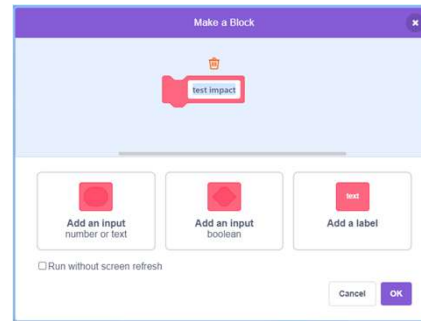 Make a Block
test impact
text
Add an input
number or text
Add an input
boolean
Add a label
Run without screen refresh
Cancel
OK